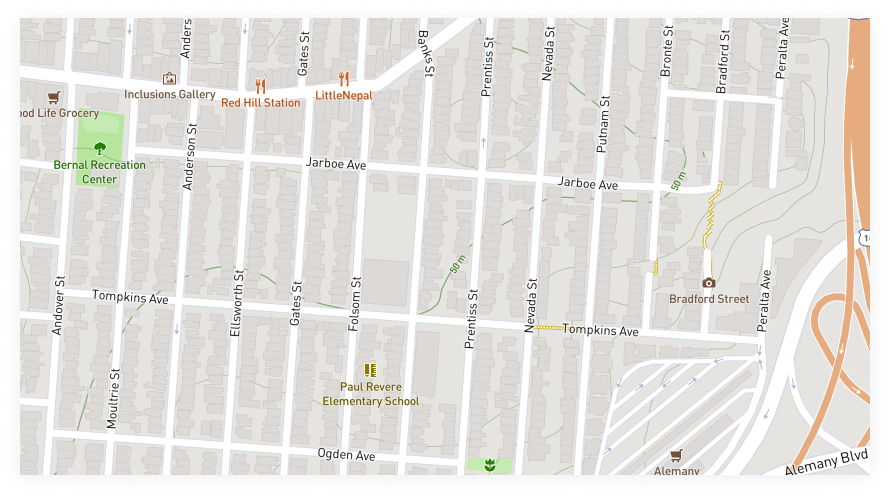 Anders
Gates St
Banks St
Prentiss St
Nevada St
Bronte St
Bradford St
Peralta Ave
Inclusions Gallery
Red Hill Station
LittleNepal
ood Life Grocery
Putnam St
Bernal Recreation
Center
Anderson St
Jarboe Ave
Jarboe Ave
50 m
10
50 m
Andover St
Tompkins Ave
Ellsworth St
Gates St
Folsom St
Prentiss St
Nevada St
Tompkins Ave
Bradford Street
Peralta Ave
Moultrie St
Paul Revere
Elementary School
Ogden Ave
Alemany
Alemany Blvd